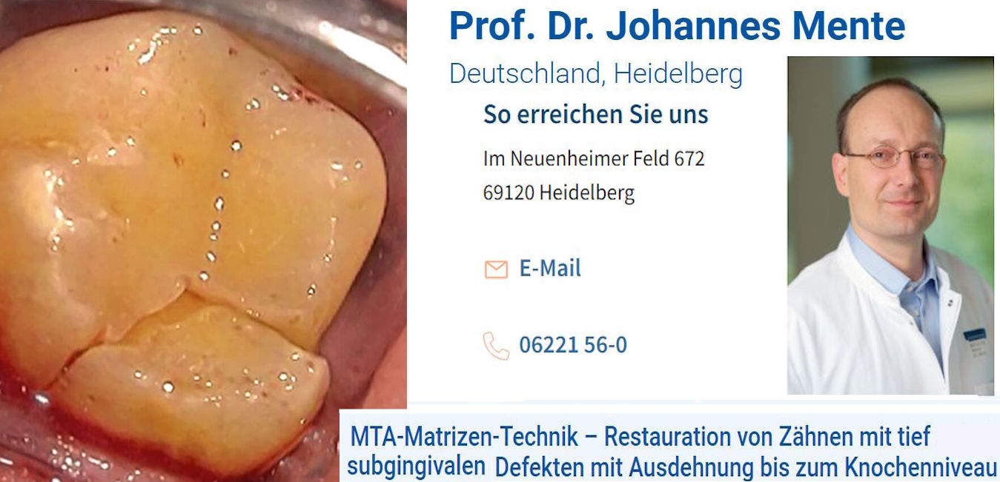 Prof. Dr. Johannes Mente
Deutschland, Heidelberg
So erreichen Sie uns
Im Neuenheimer Feld 672
69120 Heidelberg
E-Mail
06221 56-0
MTA-Matrizen-Technik – Restauration von Zähnen mit tief
subgingivalen Defekten mit Ausdehnung bis zum Knochenniveau